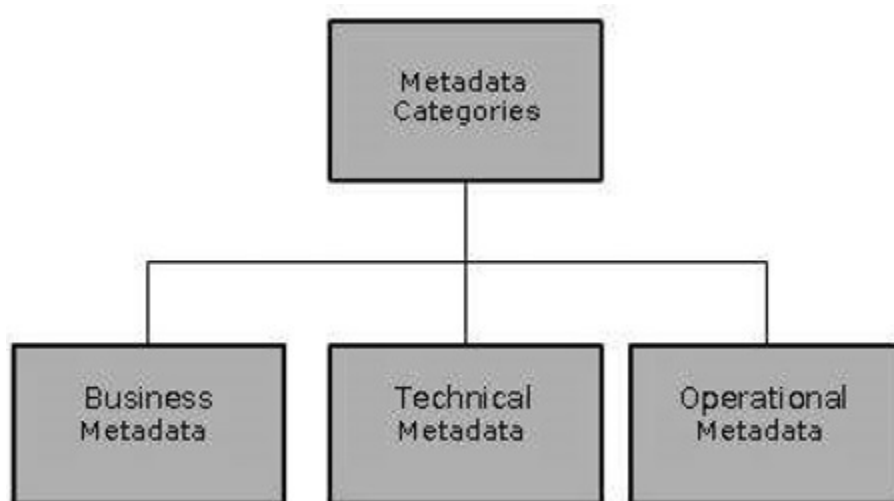 Metadata
Categories
Business
Metadata
Technical
Metadata
Operational
Metadata